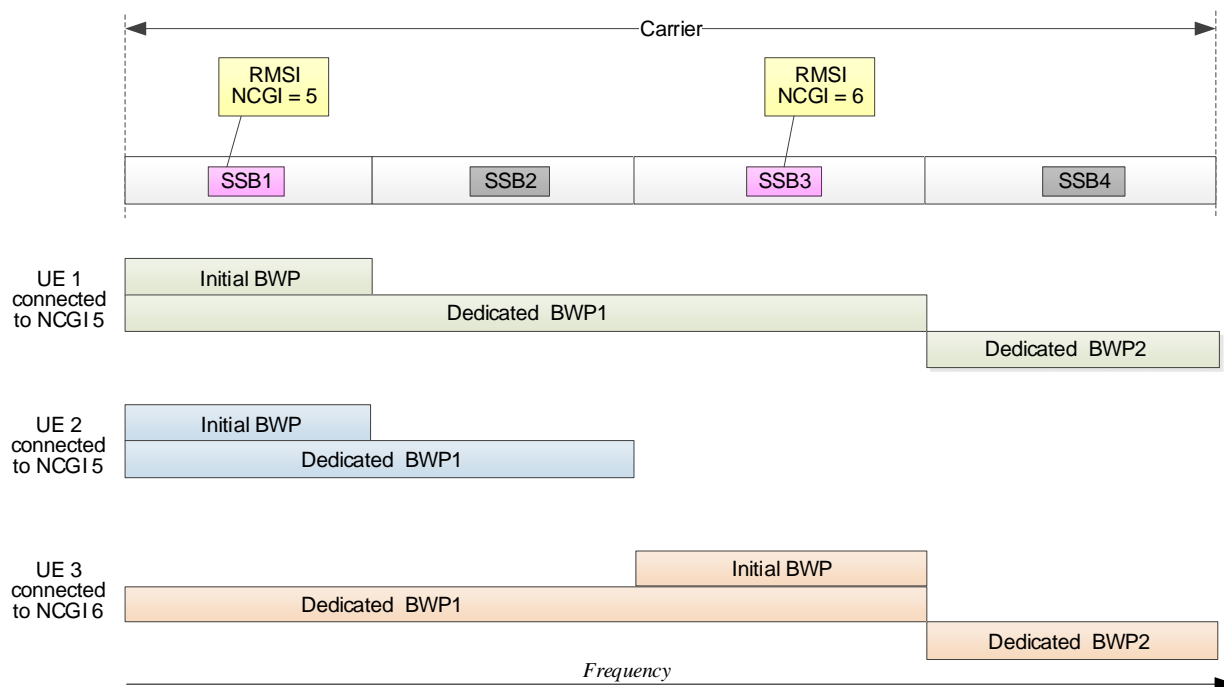 Carrier
RMSI
NCGI = 5
RMSI
NCGI = 6
SSB1
SSB2
SSB3
SSB4
UE 1
connected
to NCGI 5
Initial BWP
Dedicated BWP1
Dedicated BWP2
UE 2
connected
to NCGI 5
Initial BWP
Dedicated BWP1
UE 3
connected
to NCGI 6
Initial BWP
Dedicated BWP1
Dedicated BWP2
Frequency